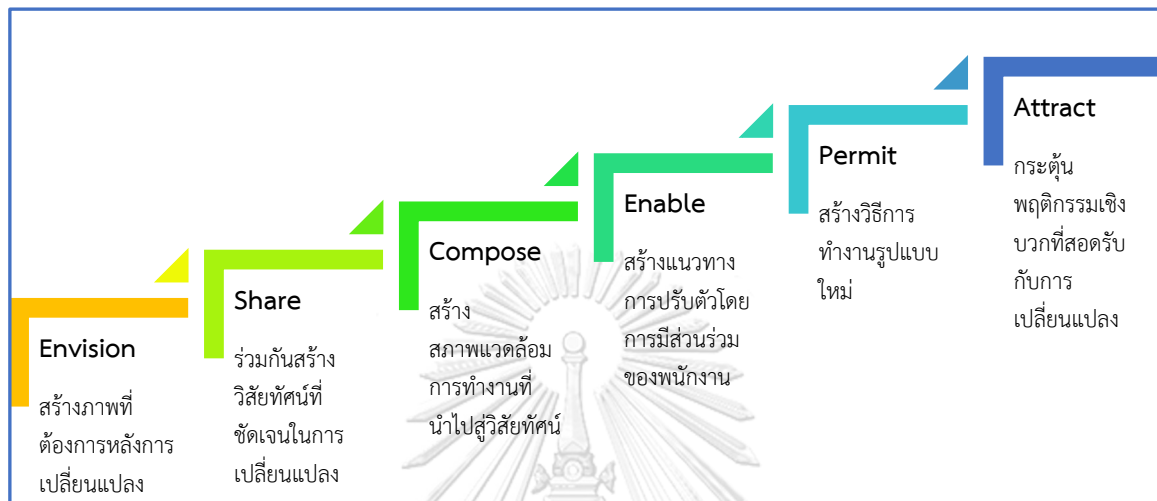 Envision
สร้างภาพที่
ต้องการหลังการ
เปลี่ยนแปลง
Share
ร่วมกันสร้าง
วิสัยทัศน์ที่
ชัดเจนในการ
เปลี่ยนแปลง
Compose
สร้าง
สภาพแวดล้อม
การทำงานที่
นำไปสู่วิสัยทัศน์
Enable
สร้างแนวทาง
การปรับตัวโดย
การมีส่วนร่วม
ของพนักงาน
Permit
สร้างวิธีการ
ทำงานรูปแบบ
ใหม่
Attract
กระตุ้น
พฤติกรรมเชิง
บวกที่สอดรับ
กับการ
เปลี่ยนแปลง